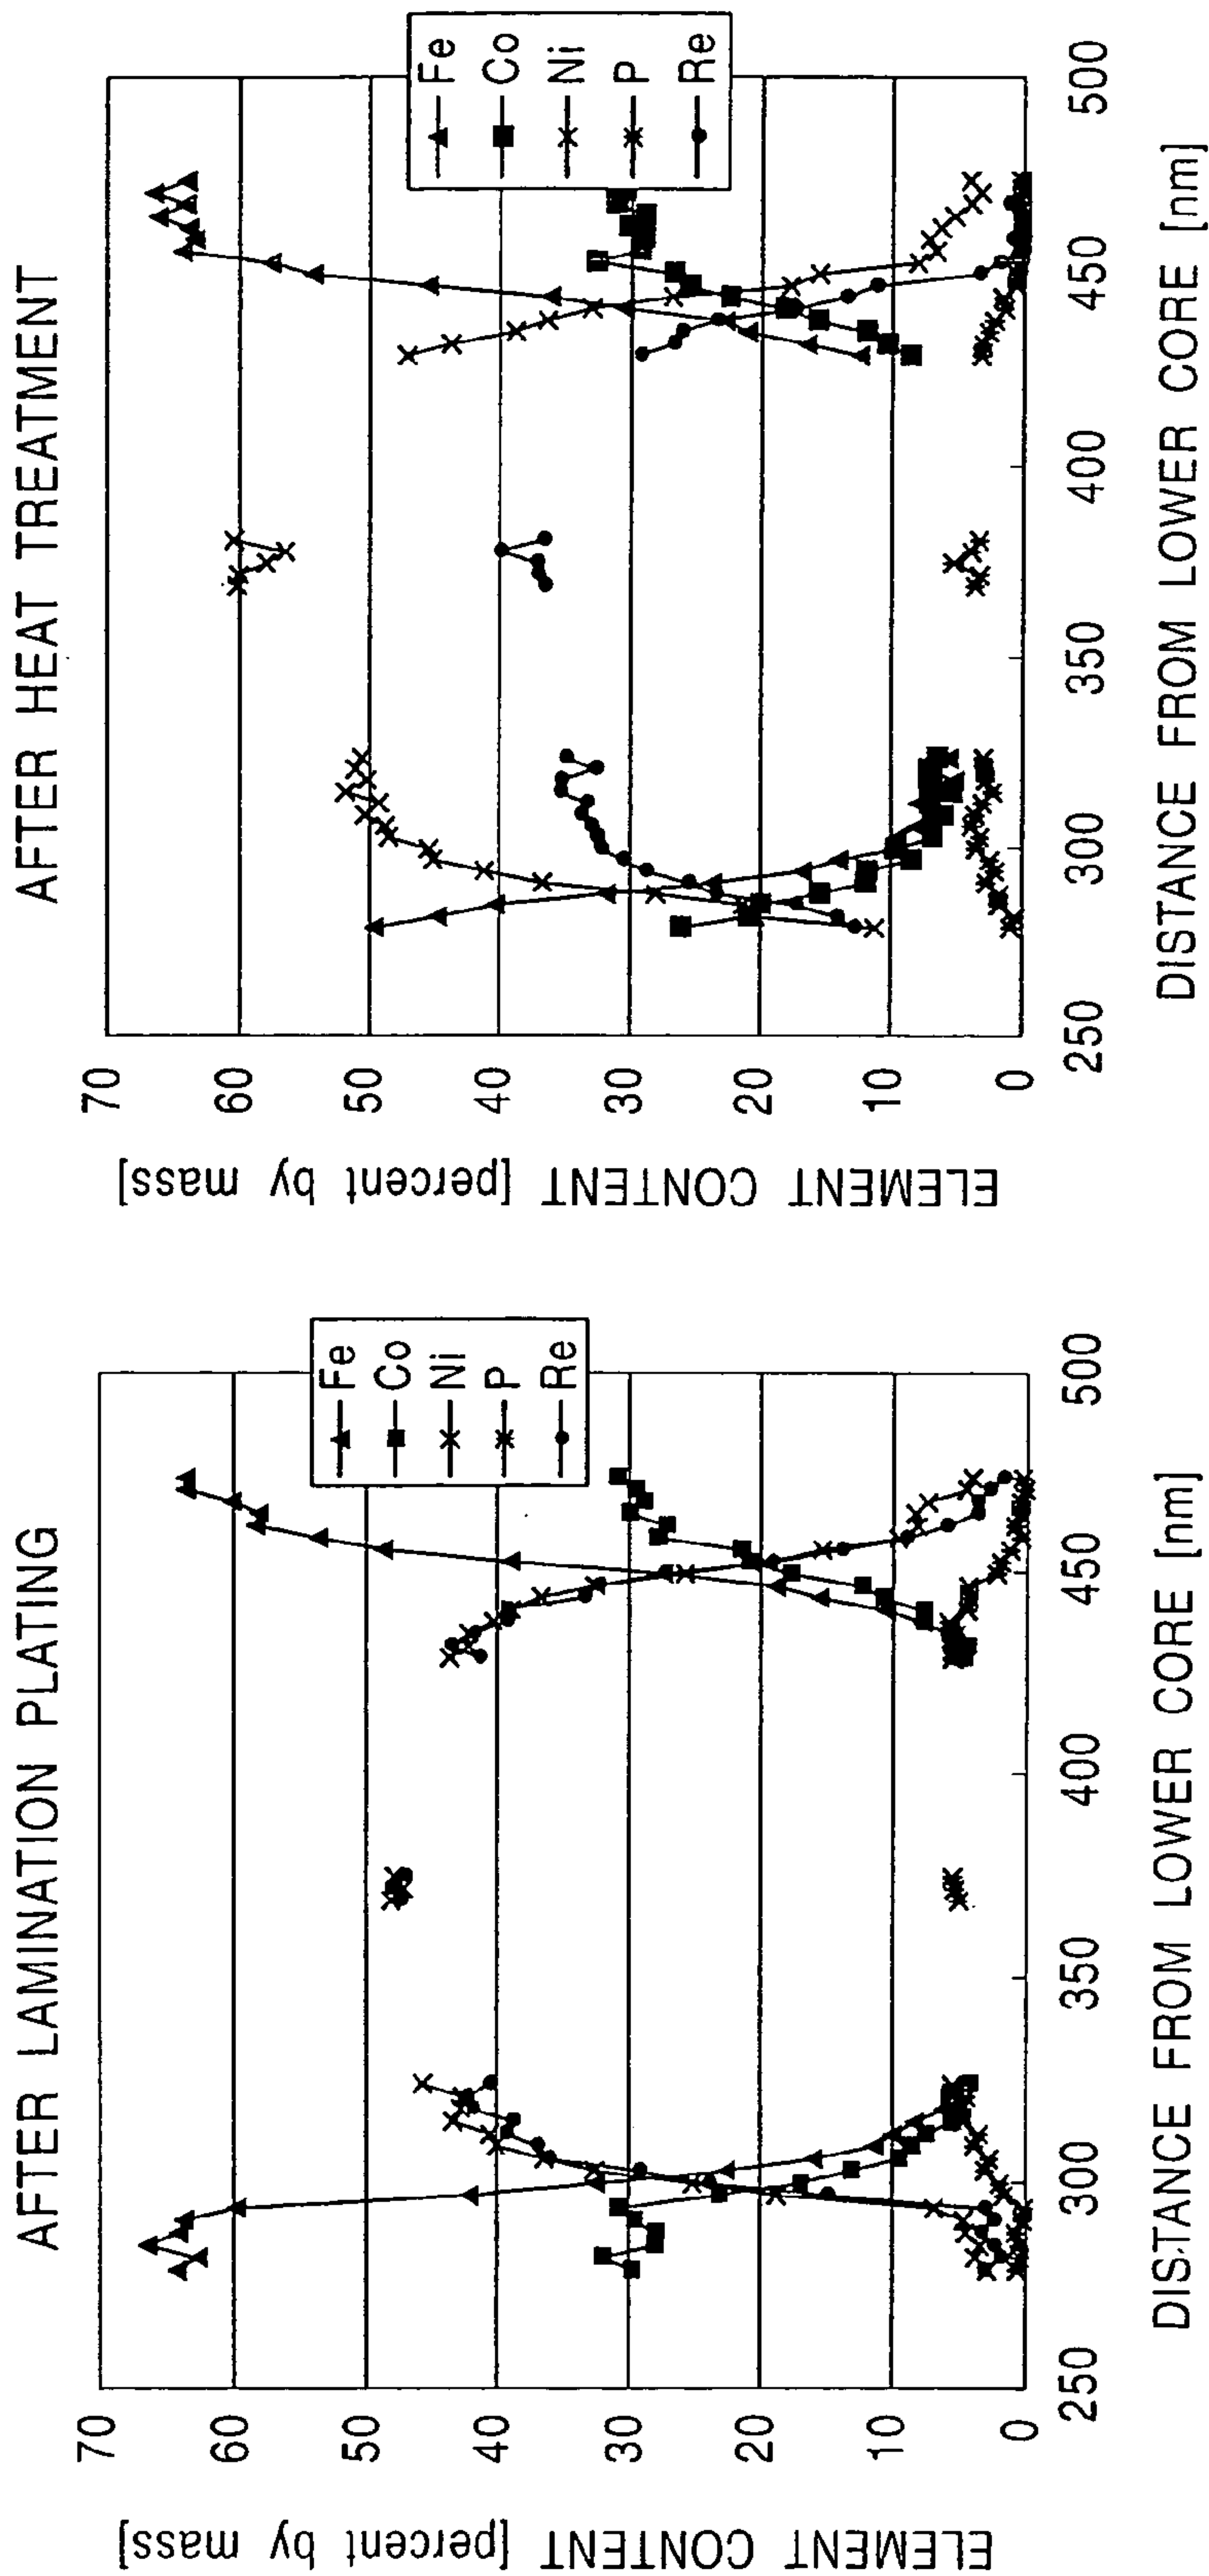 AFTER LAMINATION PLATING
ELEMENT CONTENT [percent by mass]
70
60
50
40
30
20
10
0
250
300
350
400
450
500
DISTANCE FROM LOWER CORE [nm]
Fe
Co
Ni
P
Re
AFTER HEAT TREATMENT
ELEMENT CONTENT [percent by mass]
70
60
50
40
30
20
10
0
250
300
350
400
450
500
DISTANCE FROM LOWER CORE [nm]
Fe
Co
Ni
P
Re